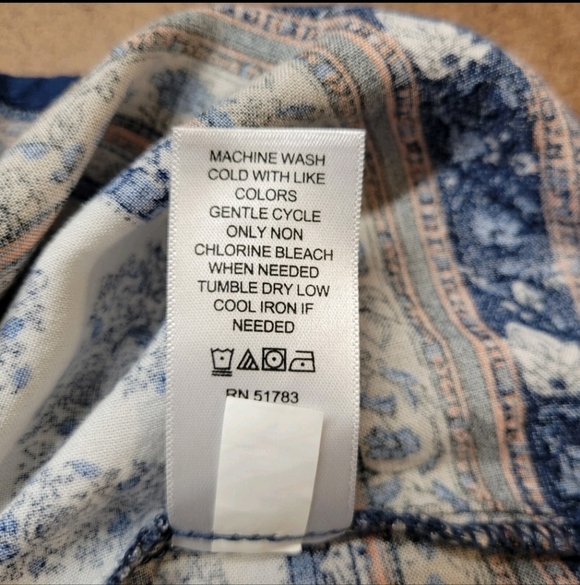 MACHINE WASH
COLD WITH LIKE
COLORS
GENTLE CYCLE
ONLY NON
CHLORINE BLEACH
WHEN NEEDED
TUMBLE DRY LOW
COOL IRON IF
NEEDED
RN 51783